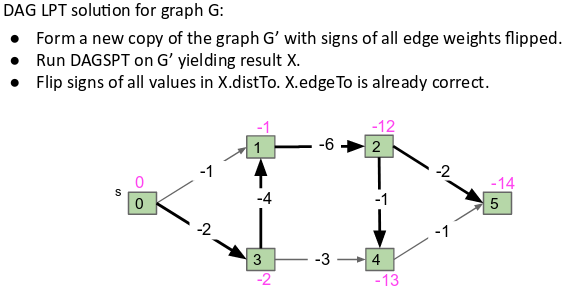 DAG LPT solution for graph G:
● Form a new copy of the graph G’ with signs of all edge weights flipped.
● Run DAGSPT on G’ yielding result X.
● Flip signs of all values in X.distTo. X.edgeTo is already correct.
-1 -12
1 -6 2
-1 -2
s 0 -14
0 -4 -1 5
-2 -1
3 -3 4
-2 -13